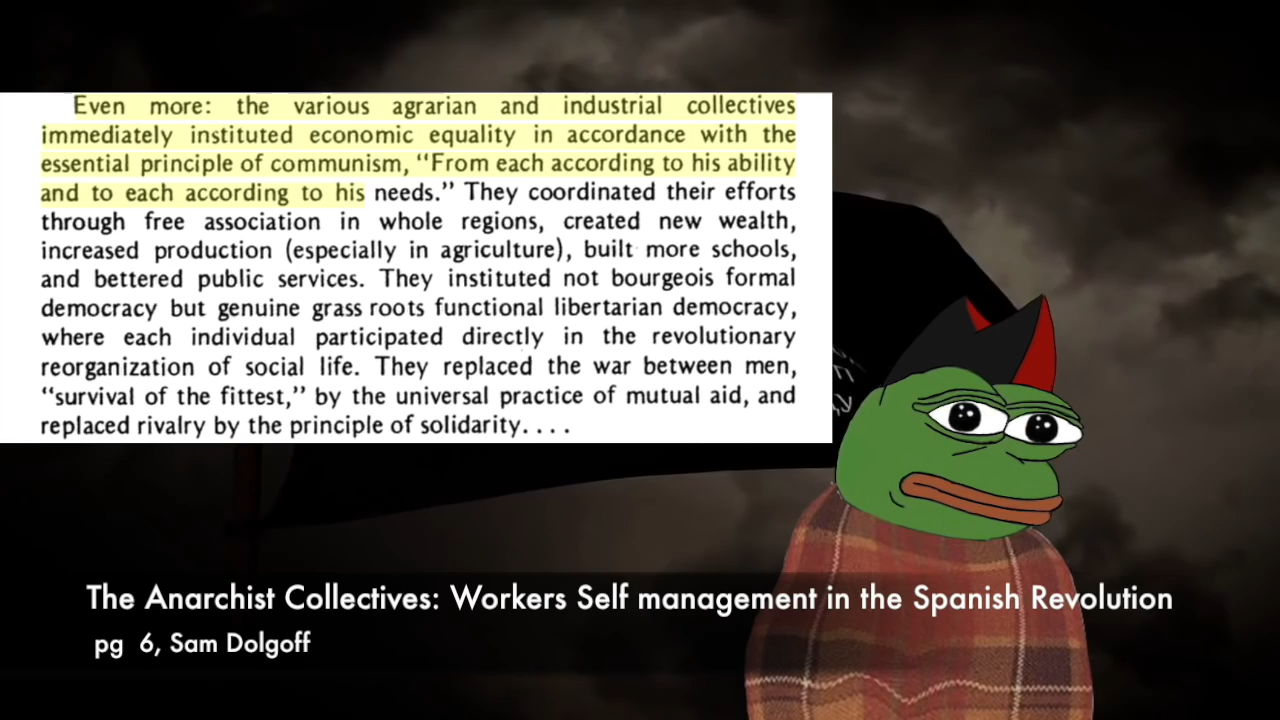 Even more: the various agrarian and industrial collectives
immediately instituted economic equality in accordance with the
essential principle of communism, “From each according to his ability
and to each according to his needs.” They coordinated their efforts
through free association in whole regions, created new wealth,
increased production (especially in agriculture), built more schools,
and bettered public services. They instituted not bourgeois formal
democracy but genuine grass roots functional libertarian democracy,
where each individual participated directly in the revolutionary
reorganization of social life. They replaced the war between men,
“survival of the fittest,” by the universal practice of mutual aid, and
replaced rivalry by the principle of solidarity. . . .
The Anarchist Collectives: Workers Self management in the Spanish Revolution
pg 6, Sam Dolgoff